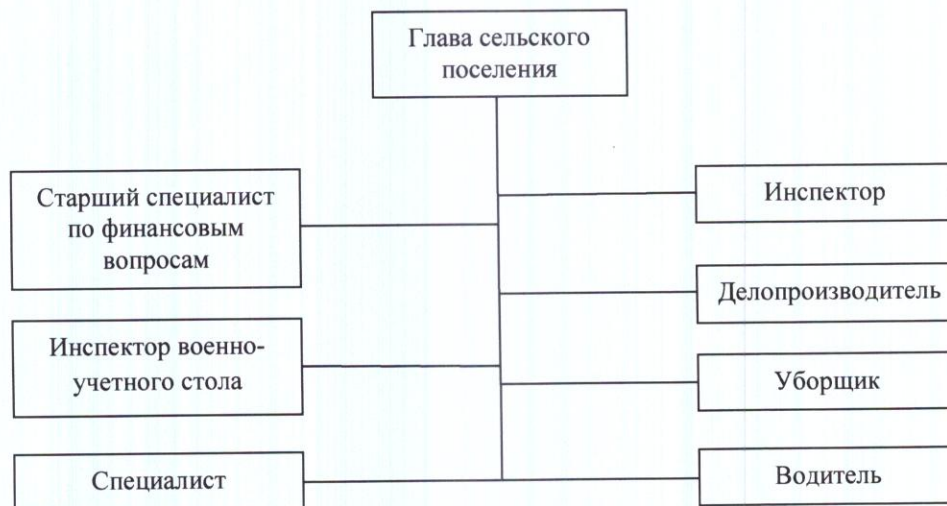 Глава сельского
поселения
Старший специалист
по финансовым
вопросам
Инспектор
Делопроизводитель
Инспектор военно-
учетного стола
Уборщик
Специалист
Водитель